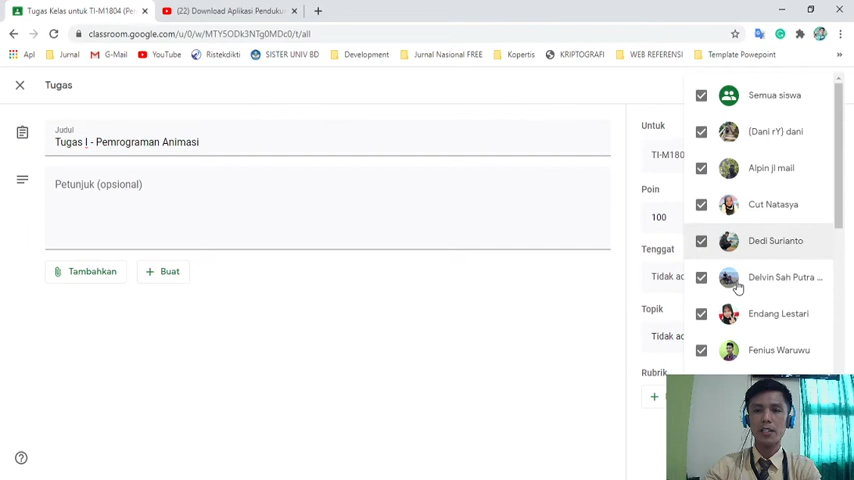 Tugas Kelas untuk TI-M1804 (Pen
(22) Download Aplikasi Penduku
classroom.google.com/u/0/w/MTY5ODk3NTg0MDc0/t/all
Apl
Jurnal
G-Mail
YouTube
Ristekdikti
SISTER UNIV BD
Development
Jurnal Nasional FREE
Kopertis
KRIPTOGRAFI
WEB REFERENSI
Template Powepoint
Tugas
Judul
Tugas I - Pemrograman Animasi
Petunjuk (opsional)
Tambahkan
Buat
Untuk
TI-M180
Poin
100
Tenggat
Tidak ac
Topik
Tidak ac
Rubrik
Semua siswa
(Dani rY) dani
Alpin jl mail
Cut Natasya
Dedi Surianto
Delvin Sah Putra ...
Endang Lestari
Fenius Waruwu